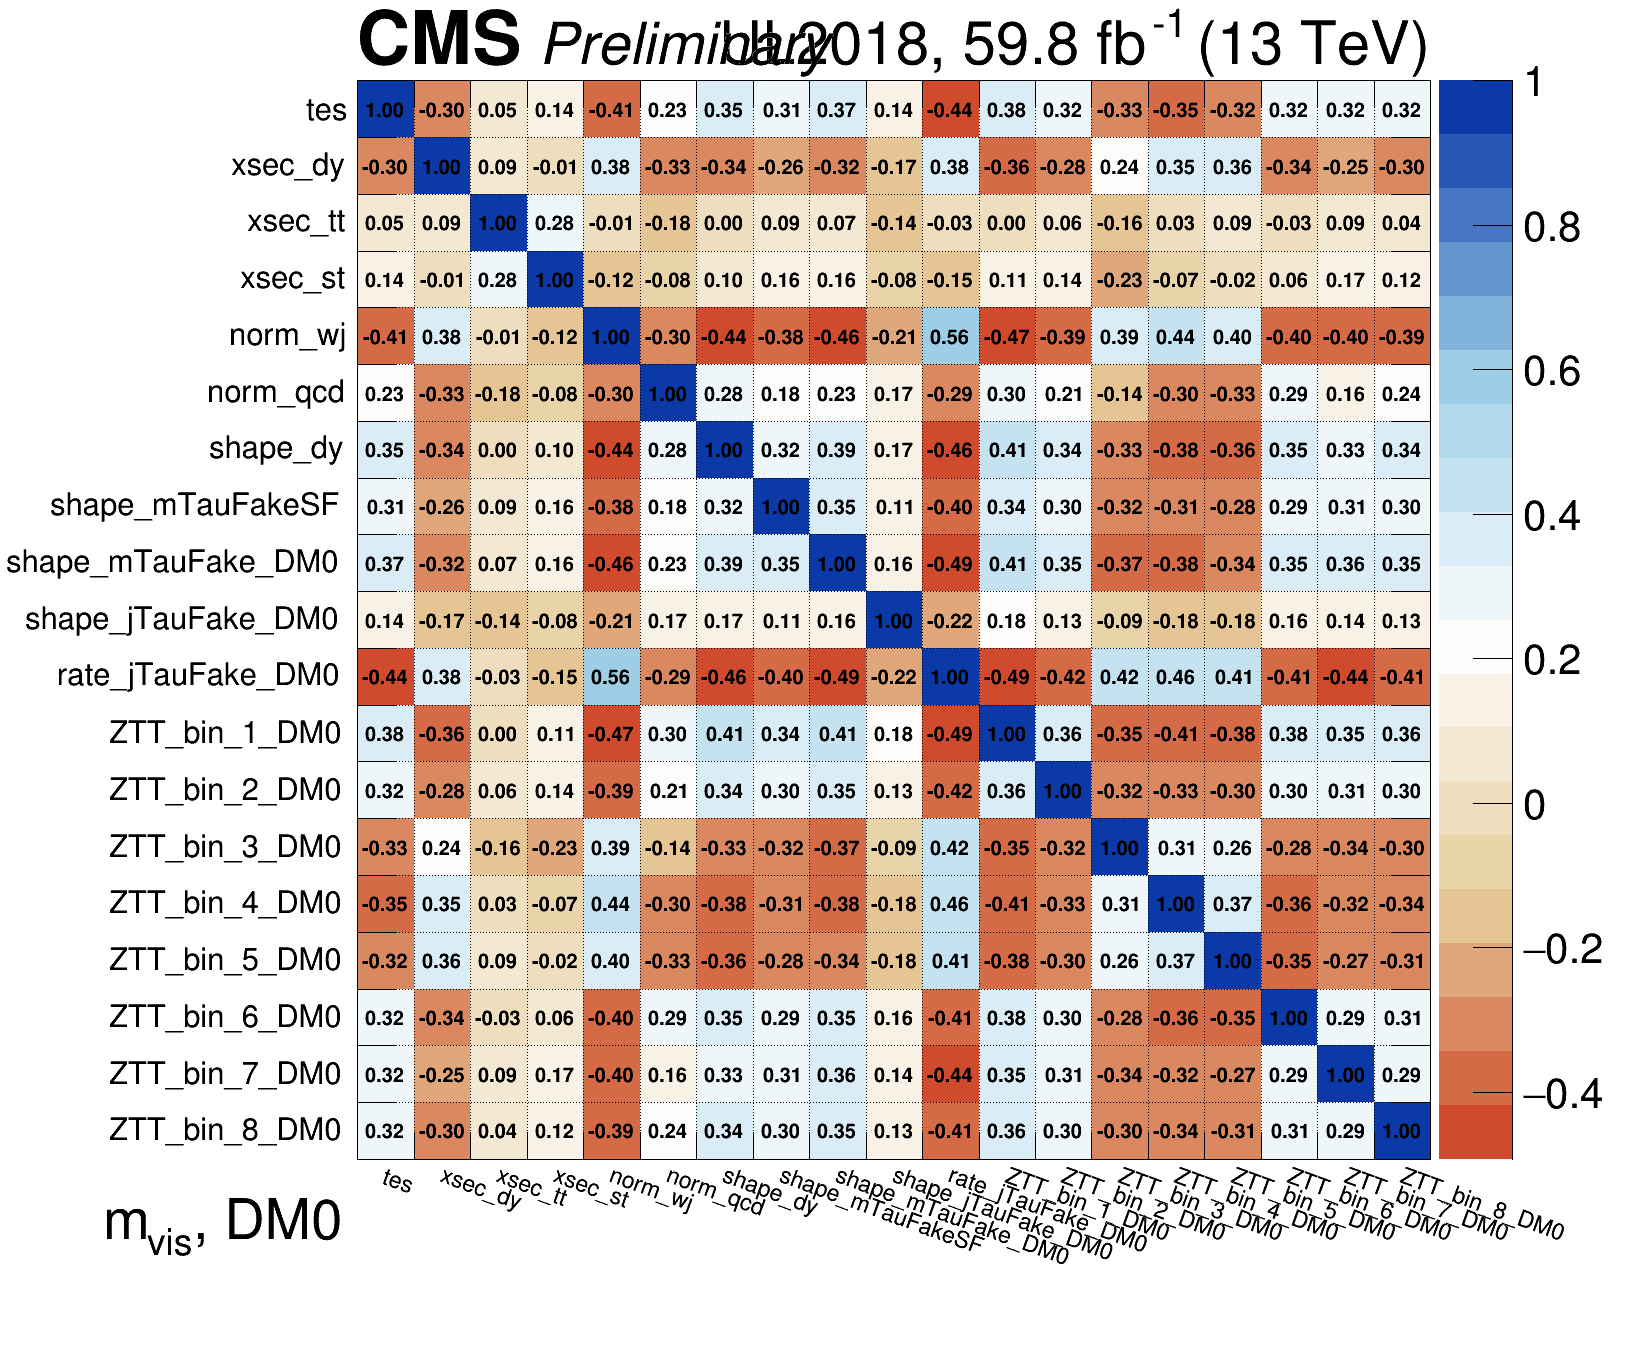 CMS Preliminary UL2018, 59.8 fb-1 (13 TeV)
tes 1.00 -0.30 0.05 0.14 -0.41 0.23 0.35 0.31 0.37 0.14 -0.44 0.38 0.32 -0.33 -0.35 -0.32 0.32 0.32 0.32
xsec_dy -0.30 1.00 0.09 -0.01 0.38 -0.33 -0.34 -0.26 -0.32 -0.17 0.38 -0.36 -0.28 0.24 0.35 0.36 -0.34 -0.25 -0.30
xsec_tt 0.05 0.09 1.00 0.28 -0.01 -0.18 0.00 0.09 0.07 -0.14 -0.03 0.00 0.06 -0.16 0.03 0.09 -0.03 0.09 0.04
xsec_st 0.14 -0.01 0.28 1.00 -0.12 -0.08 0.10 0.16 0.16 -0.08 -0.15 0.11 0.14 -0.23 -0.07 -0.02 0.06 0.17 0.12
norm_wj -0.41 0.38 -0.01 -0.12 1.00 -0.30 -0.44 -0.38 -0.46 -0.21 0.56 -0.47 -0.39 0.39 0.44 0.40 -0.40 -0.40 -0.39
norm_qcd 0.23 -0.33 -0.18 -0.08 -0.30 1.00 0.28 0.18 0.23 0.17 -0.29 0.30 0.21 -0.14 -0.30 -0.33 0.29 0.16 0.24
shape_dy 0.35 -0.34 0.00 0.10 -0.44 0.28 1.00 0.32 0.39 0.17 -0.46 0.41 0.34 -0.33 -0.38 -0.36 0.35 0.33 0.34
shape_mTauFakeSF 0.31 -0.26 0.09 0.16 -0.38 0.18 0.32 1.00 0.35 0.11 -0.40 0.34 0.30 -0.32 -0.31 -0.28 0.29 0.31 0.30
shape_mTauFake_DM0 0.37 -0.32 0.07 0.16 -0.46 0.23 0.39 0.35 1.00 0.16 -0.49 0.41 0.35 -0.37 -0.38 -0.34 0.35 0.36 0.35
shape_jTauFake_DM0 0.14 -0.17 -0.14 -0.08 -0.21 0.17 0.17 0.11 0.16 1.00 -0.22 0.18 0.13 -0.09 -0.18 -0.18 0.16 0.14 0.13
rate_jTauFake_DM0 -0.44 0.38 -0.03 -0.15 0.56 -0.29 -0.46 -0.40 -0.49 -0.22 1.00 -0.49 -0.42 0.42 0.46 0.41 -0.41 -0.44 -0.41
ZTT_bin_1_DM0 0.38 -0.36 0.00 0.11 -0.47 0.30 0.41 0.34 0.41 0.18 -0.49 1.00 0.36 -0.35 -0.41 -0.38 0.38 0.35 0.36
ZTT_bin_2_DM0 0.32 -0.28 0.06 0.14 -0.39 0.21 0.34 0.30 0.35 0.13 -0.42 0.36 1.00 -0.32 -0.33 -0.30 0.30 0.31 0.30
ZTT_bin_3_DM0 -0.33 0.24 -0.16 -0.23 0.39 -0.14 -0.33 -0.32 -0.37 -0.09 0.42 -0.35 -0.32 1.00 0.31 0.26 -0.28 -0.34 -0.30
ZTT_bin_4_DM0 -0.35 0.35 0.03 -0.07 0.44 -0.30 -0.38 -0.31 -0.38 -0.18 0.46 -0.41 -0.33 0.31 1.00 0.37 -0.36 -0.32 -0.34
ZTT_bin_5_DM0 -0.32 0.36 0.09 -0.02 0.40 -0.33 -0.36 -0.28 -0.34 -0.18 0.41 -0.38 -0.30 0.26 0.37 1.00 -0.35 -0.27 -0.31
ZTT_bin_6_DM0 0.32 -0.34 -0.03 0.06 -0.40 0.29 0.35 0.29 0.35 0.16 -0.41 0.38 0.30 -0.28 -0.36 -0.35 1.00 0.29 0.31
ZTT_bin_7_DM0 0.32 -0.25 0.09 0.17 -0.40 0.16 0.33 0.31 0.36 0.14 -0.44 0.35 0.31 -0.34 -0.32 -0.27 0.29 1.00 0.29
ZTT_bin_8_DM0 0.32 -0.30 0.04 0.12 -0.39 0.24 0.34 0.30 0.35 0.13 -0.41 0.36 0.30 -0.30 -0.34 -0.31 0.31 0.29 1.00
tes
xsec_dy
xsec_tt
xsec_st
norm_wj
norm_qcd
shape_dy
shape_mTauFakeSF
shape_mTauFake_DM0
shape_jTauFake_DM0
rate_jTauFake_DM0
ZTT_bin_1_DM0
ZTT_bin_2_DM0
ZTT_bin_3_DM0
ZTT_bin_4_DM0
ZTT_bin_5_DM0
ZTT_bin_6_DM0
ZTT_bin_7_DM0
ZTT_bin_8_DM0
mvis, DM0
1
0.8
0.6
0.4
0.2
0
−0.2
−0.4